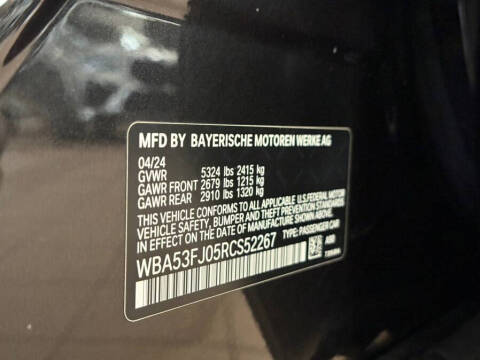 MFD BY BAYERISCHE MOTOREN WERKE AG
04/24
GVWR 5324 lbs 2415 kg
GAWR FRONT 2679 lbs 1215 kg
GAWR REAR 2910 lbs 1320 kg
THIS VEHICLE CONFORMS TO ALL APPLICABLE U.S.FEDERAL MOTOR
VEHICLE SAFETY, BUMPER AND THEFT PREVENTION STANDARDS
IN EFFECT ON THE DATE OF MANUFACTURE SHOWN ABOVE.
WBA53FJ05RCS52267 TYPE: PASSENGER CAR